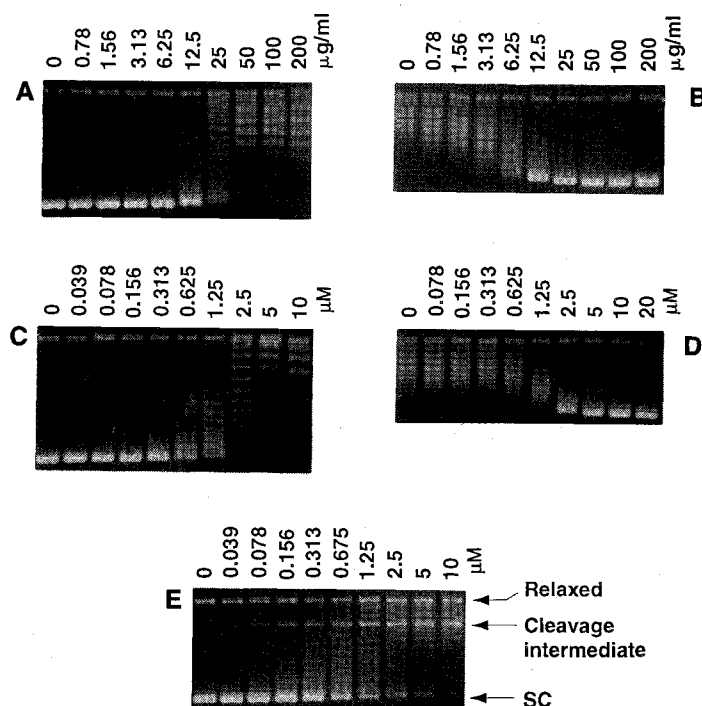 0 0.78 1.56 3.13 6.25 12.5 25 50 100 200 µg/ml
A
0 0.78 1.56 3.13 6.25 12.5 25 50 100 200 µg/ml
B
0 0.039 0.078 0.156 0.313 0.625 1.25 2.5 5 10 µM
C
0 0.078 0.156 0.313 0.625 1.25 2.5 5 10 20 µM
D
0 0.039 0.078 0.156 0.313 0.675 1.25 2.5 5 10 µM
E
Relaxed
Cleavage
intermediate
SC